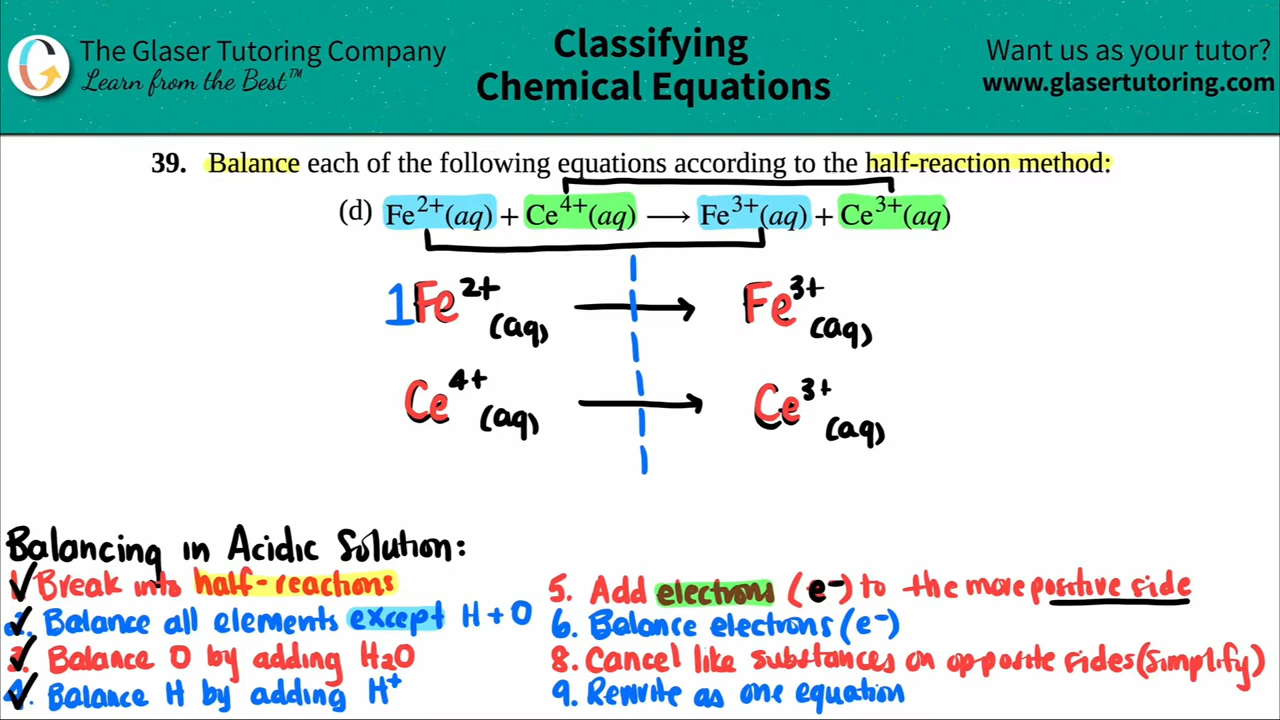 The Glaser Tutoring Company
Learn from the Best™
Classifying
Chemical Equations
Want us as your tutor?
www.glasertutoring.com
39. Balance each of the following equations according to the half-reaction method:
(d) Fe²⁺(aq) + Ce⁴⁺(aq) ⟶ Fe³⁺(aq) + Ce³⁺(aq)
1Fe²⁺(aq) → Fe³⁺(aq)
Ce⁴⁺(aq) → Ce³⁺(aq)
Balancing in Acidic Solution:
1. Break into half-reactions
2. Balance all elements except H + O
3. Balance O by adding H₂O
4. Balance H by adding H⁺
5. Add electrons (e⁻) to the more positive side
6. Balance electrons (e⁻)
8. Cancel like substances on opposite sides (simplify)
9. Rewrite as one equation